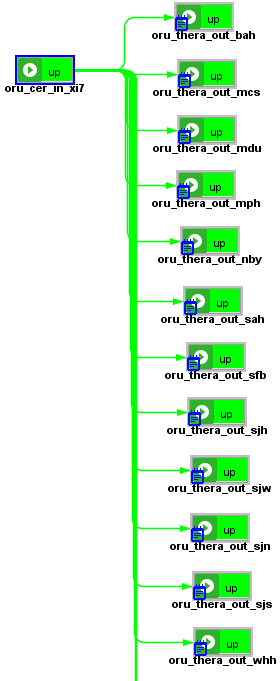 up
oru_thera_out_bah
up
oru_cer_in_xi7
up
oru_thera_out_mcs
up
oru_thera_out_mdu
up
oru_thera_out_mph
up
oru_thera_out_nby
up
oru_thera_out_sah
up
oru_thera_out_sfb
up
oru_thera_out_sjh
up
oru_thera_out_sjw
up
oru_thera_out_sjn
up
oru_thera_out_sjs
up
oru_thera_out_whh